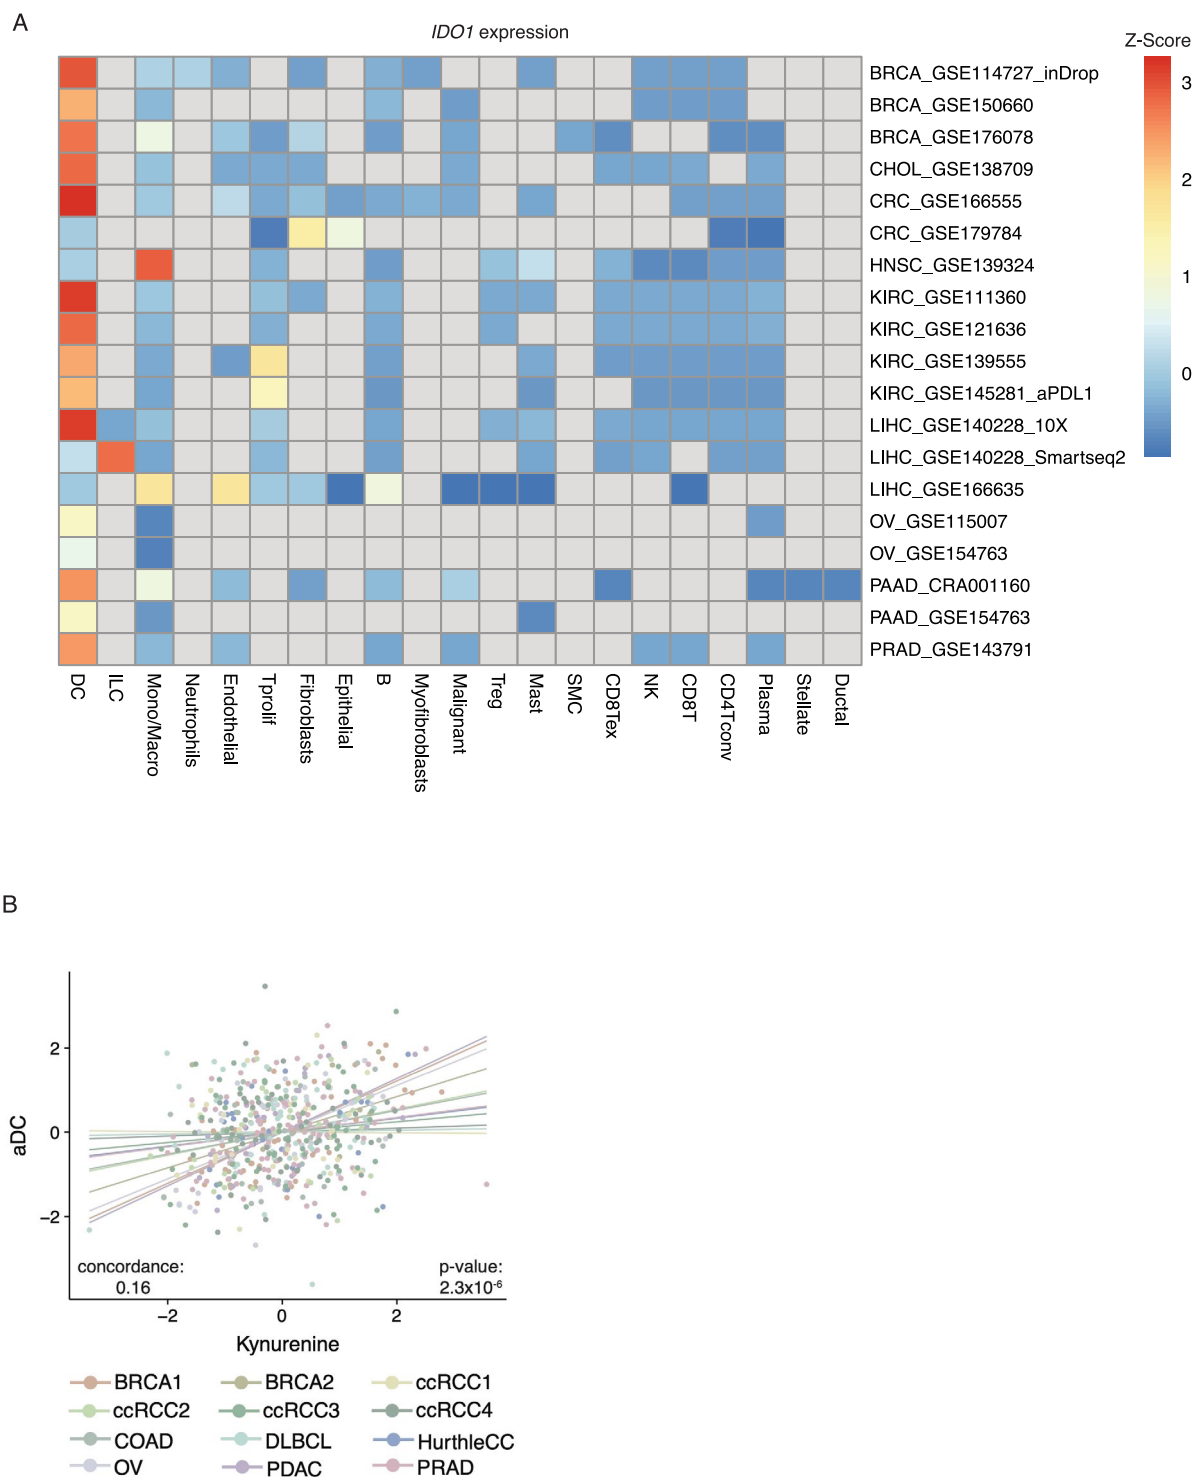 A
IDO1 expression
Z-Score
3
2
1
0
BRCA_GSE114727_inDrop
BRCA_GSE150660
BRCA_GSE176078
CHOL_GSE138709
CRC_GSE166555
CRC_GSE179784
HNSC_GSE139324
KIRC_GSE111360
KIRC_GSE121636
KIRC_GSE139555
KIRC_GSE145281_aPDL1
LIHC_GSE140228_10X
LIHC_GSE140228_Smartseq2
LIHC_GSE166635
OV_GSE115007
OV_GSE154763
PAAD_CRA001160
PAAD_GSE154763
PRAD_GSE143791
DC
ILC
Mono/Macro
Neutrophils
Endothelial
Tprolif
Fibroblasts
Epithelial
B
Myofibroblasts
Malignant
Treg
Mast
SMC
CD8Tex
NK
CD8T
CD4Tconv
Plasma
Stellate
Ductal
B
aDC
2
0
−2
concordance:
0.16
p-value:
2.3x10⁻⁶
−2 0 2
Kynurenine
BRCA1 BRCA2 ccRCC1
ccRCC2 ccRCC3 ccRCC4
COAD DLBCL HurthleCC
OV PDAC PRAD